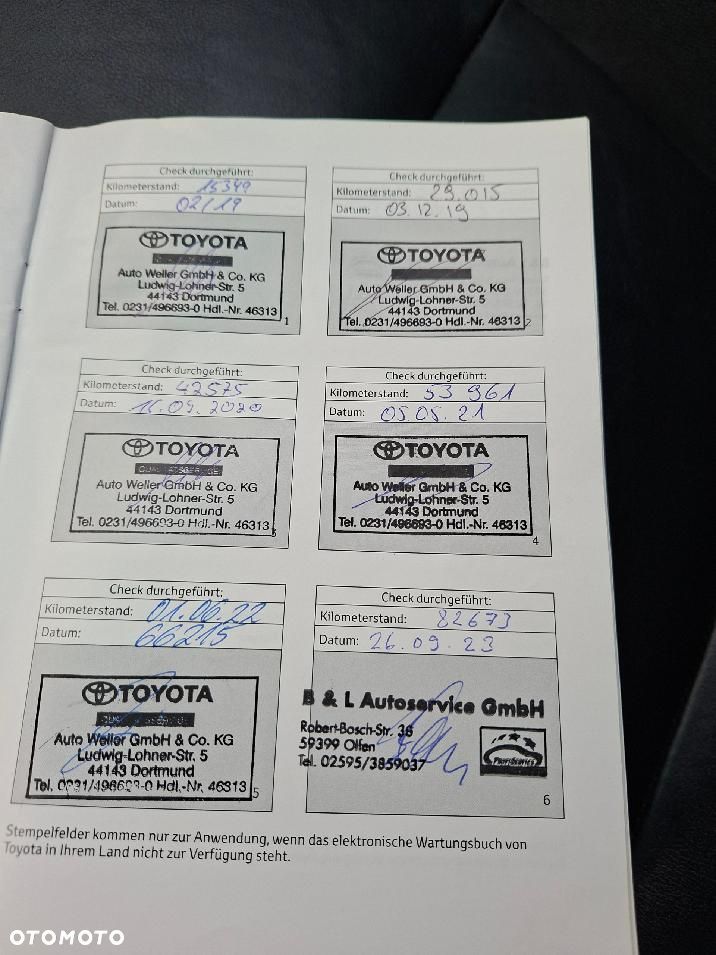 Check durchgeführt:
Kilometerstand: 15349
Datum: 02/19
TOYOTA
Auto Weller GmbH & Co. KG
Ludwig-Lohner-Str. 5
44143 Dortmund
Tel. 0231/496693-0 Hdl.-Nr. 46313
1
Check durchgeführt:
Kilometerstand: 29.015
Datum: 03.12.19
TOYOTA
Auto Weller GmbH & Co. KG
Ludwig-Lohner-Str. 5
44143 Dortmund
Tel. 0231/496693-0 Hdl.-Nr. 46313
2
Check durchgeführt:
Kilometerstand: 42575
Datum: 2020
TOYOTA
Auto Weller GmbH & Co. KG
Ludwig-Lohner-Str. 5
44143 Dortmund
Tel. 0231/496693-0 Hdl.-Nr. 46313
Check durchgeführt:
Kilometerstand: 53 961
Datum: 05.05.21
TOYOTA
Auto Weller GmbH & Co. KG
Ludwig-Lohner-Str. 5
44143 Dortmund
Tel. 0231/496693-0 Hdl.-Nr. 46313
4
Check durchgeführt:
Kilometerstand: 01.06.22
Datum: 66215
TOYOTA
Auto Weller GmbH & Co. KG
Ludwig-Lohner-Str. 5
44143 Dortmund
Tel. 0231/496693-0 Hdl.-Nr. 46313
5
Check durchgeführt:
Kilometerstand: 82673
Datum: 26.09.23
B & L Autoservice GmbH
Robert-Bosch-Str. 36
59399 Olfen
Tel. 02595/3859037
6
Stempelfelder kommen nur zur Anwendung, wenn das elektronische Wartungsbuch von
Toyota in Ihrem Land nicht zur Verfügung steht.
OTOMOTO